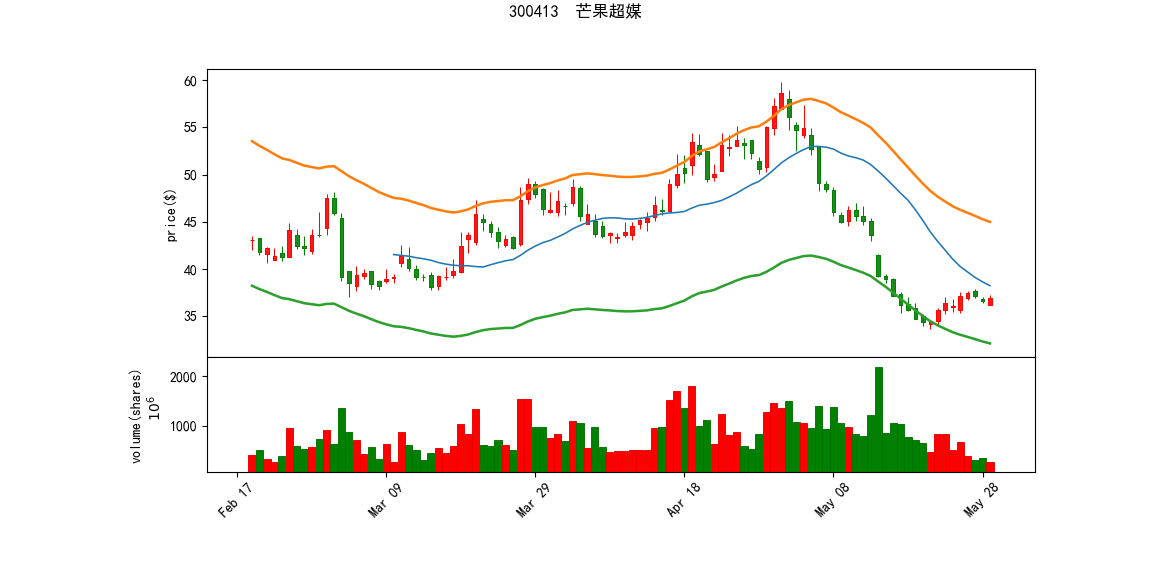 300413 芒果超媒
price($)
60
55
50
45
40
35
volume(shares)
10^6
2000
1000
Feb 17
Mar 09
Mar 29
Apr 18
May 08
May 28